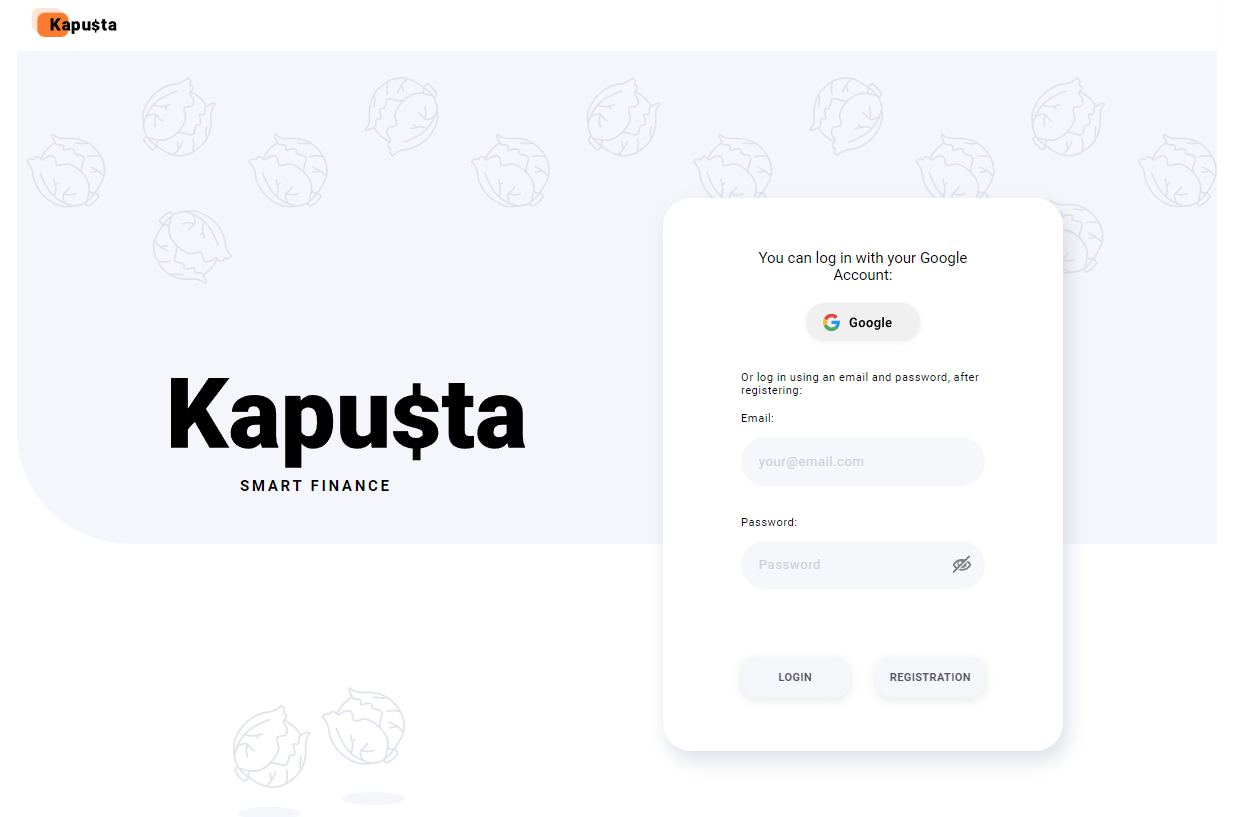 Kapu$ta
You can log in with your Google
Account:
Google
Or log in using an email and password, after
registering:
Email:
your@email.com
Kapu$ta
SMART FINANCE
Password:
Password
LOGIN
REGISTRATION